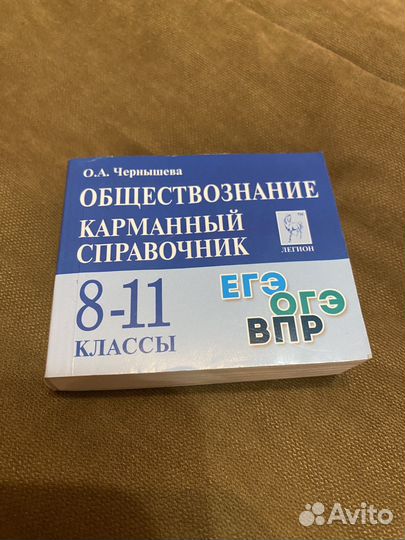 О.А. Чернышева
ОБЩЕСТВОЗНАНИЕ
КАРМАННЫЙ
СПРАВОЧНИК
ЛЕГИОН
8-11
КЛАССЫ
ЕГЭ
ОГЭ
ВПР
Avito